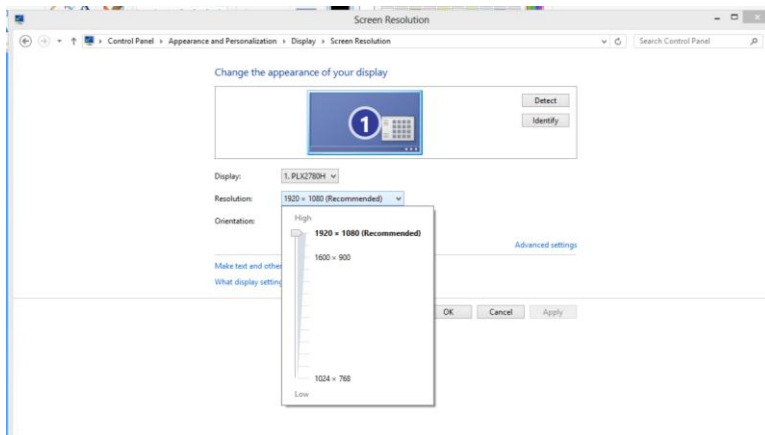 Screen Resolution
Control Panel › Appearance and Personalization › Display › Screen Resolution
Search Control Panel
Change the appearance of your display
1
Detect
Identify
Display: 1. PLX2780H
Resolution: 1920 × 1080 (Recommended)
Orientation:
High
1920 × 1080 (Recommended)
1600 × 900
1024 × 768
Low
Advanced settings
Make text and other
What display setting
OK Cancel Apply